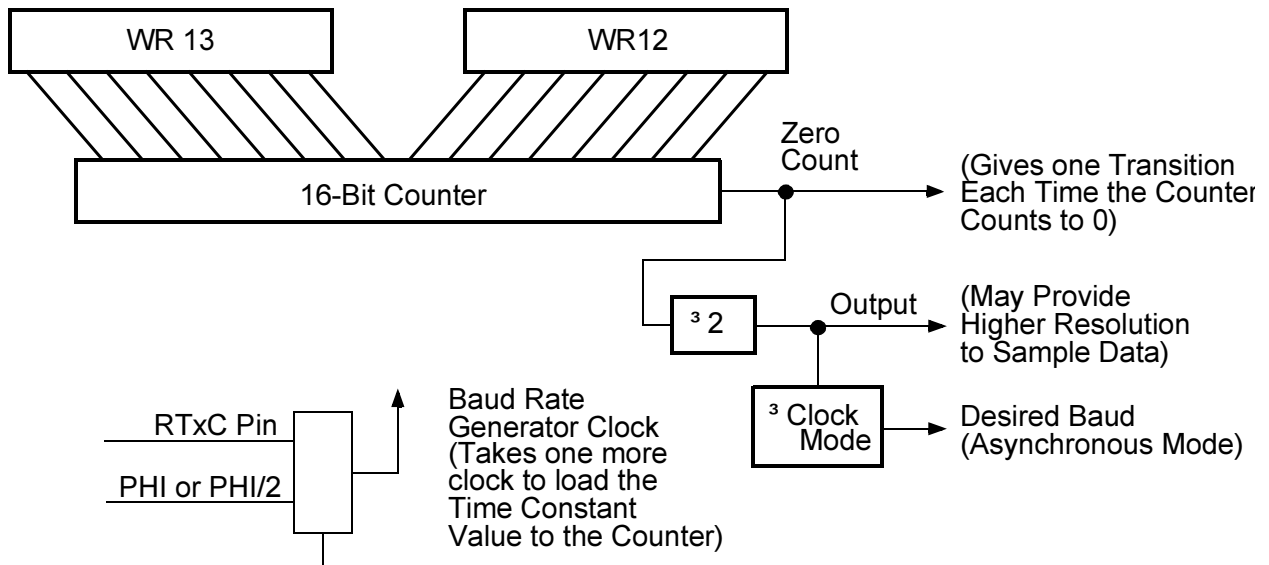 WR 13
WR12
16-Bit Counter
Zero
Count
(Gives one Transition
Each Time the Counter
Counts to 0)
³ 2
Output
(May Provide
Higher Resolution
to Sample Data)
³ Clock
Mode
Desired Baud
(Asynchronous Mode)
RTxC Pin
PHI or PHI/2
Baud Rate
Generator Clock
(Takes one more
clock to load the
Time Constant
Value to the Counter)